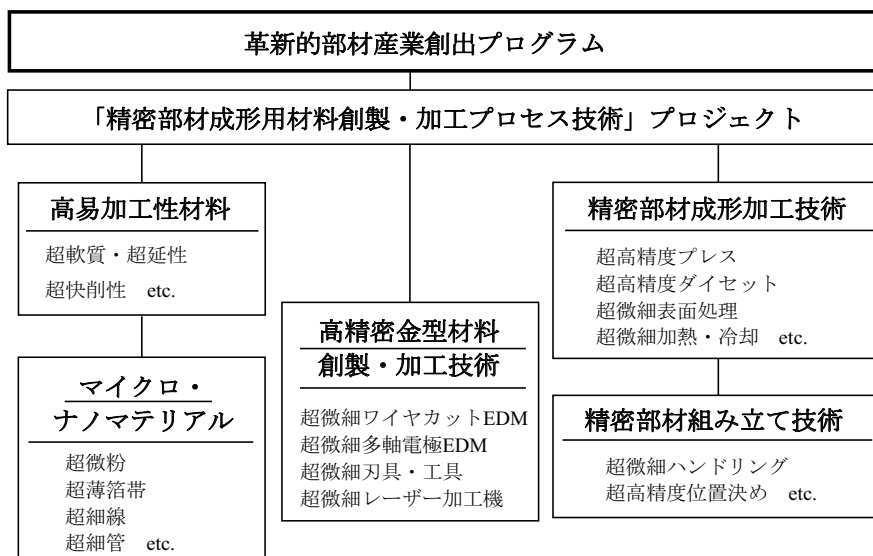 革新的部材産業創出プログラム
「精密部材成形用材料創製・加工プロセス技術」プロジェクト
高易加工性材料
超軟質・超延性
超快削性 etc.
マイクロ・
ナノマテリアル
超微粉
超薄箔帯
超細線
超細管 etc.
高精密金型材料
創製・加工技術
超微細ワイヤカットEDM
超微細多軸電極EDM
超微細刃具・工具
超微細レーザー加工機
精密部材成形加工技術
超高精度プレス
超高精度ダイセット
超微細表面処理
超微細加熱・冷却 etc.
精密部材組み立て技術
超微細ハンドリング
超高精度位置決め etc.